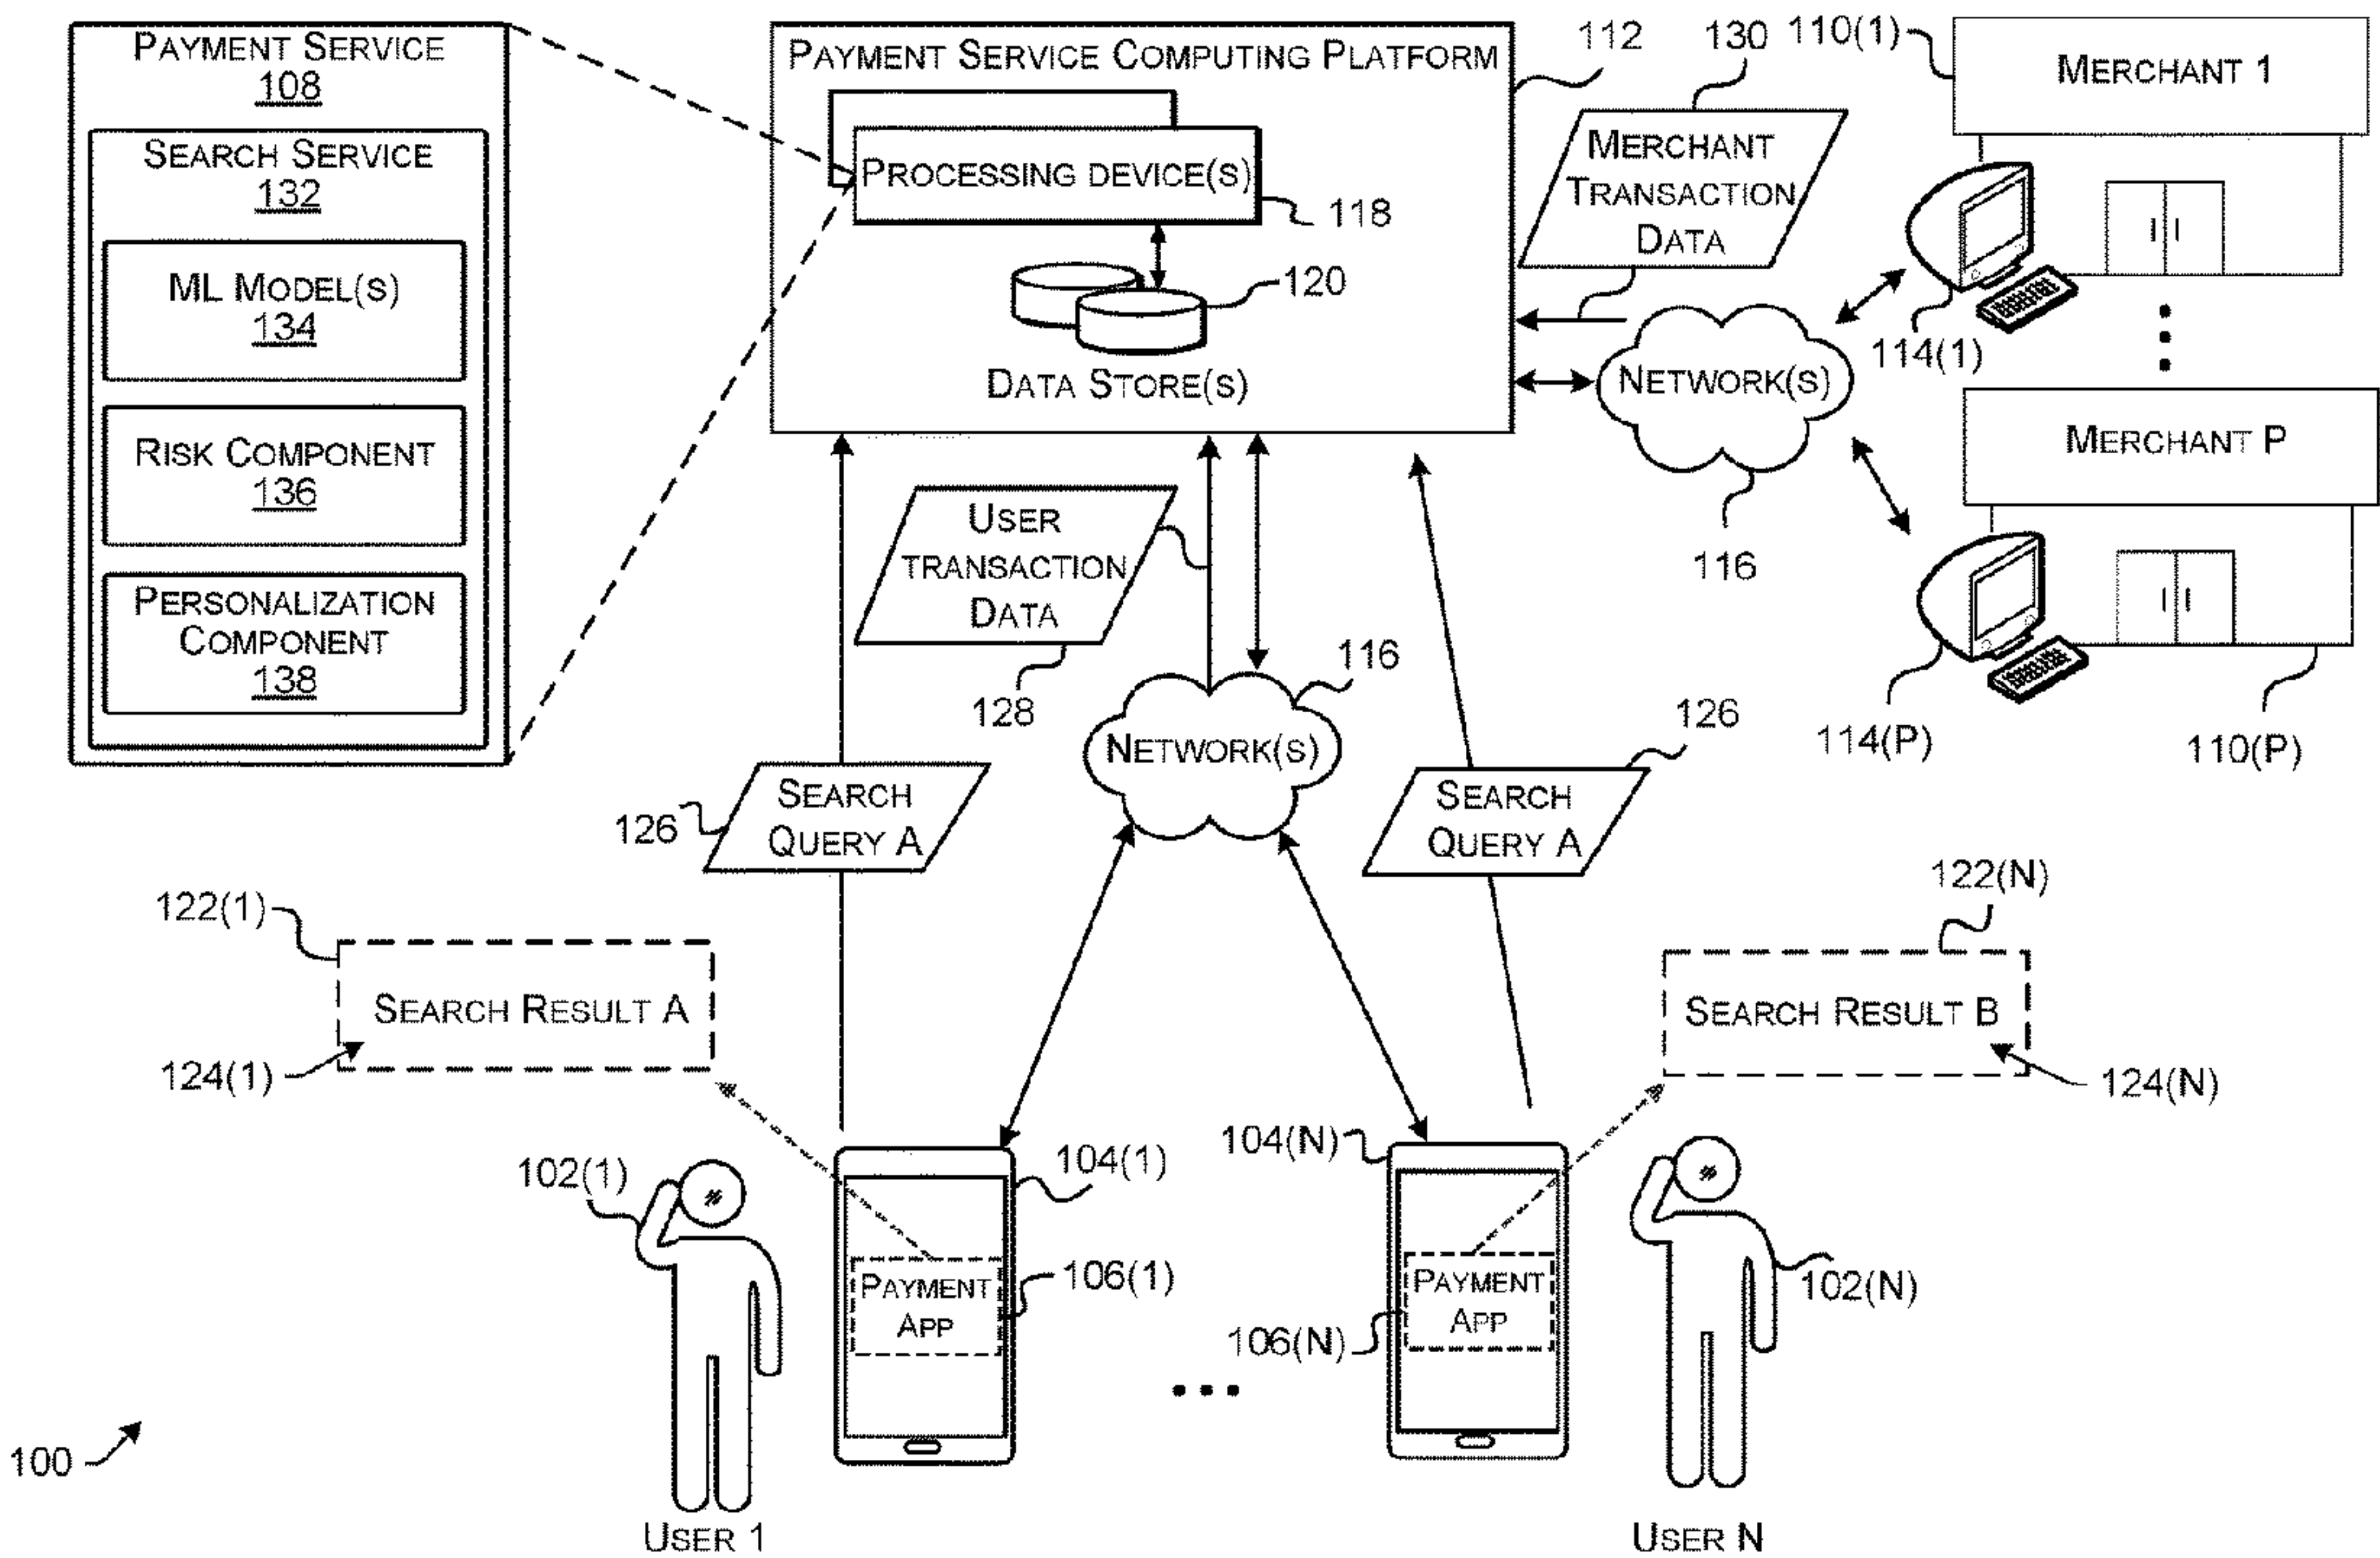 PAYMENT SERVICE
108
SEARCH SERVICE
132
ML MODEL(S)
134
RISK COMPONENT
136
PERSONALIZATION
COMPONENT
138
PAYMENT SERVICE COMPUTING PLATFORM
112
PROCESSING DEVICE(S)
118
120
DATA STORE(S)
130
MERCHANT
TRANSACTION
DATA
110(1)
MERCHANT 1
114(1)
NETWORK(S)
116
MERCHANT P
114(P)
110(P)
USER
TRANSACTION
DATA
128
116
NETWORK(S)
126
SEARCH
QUERY A
126
SEARCH
QUERY A
122(1)
SEARCH RESULT A
124(1)
122(N)
SEARCH RESULT B
124(N)
102(1)
104(1)
PAYMENT
APP
106(1)
104(N)
PAYMENT
APP
106(N)
102(N)
100
USER 1
USER N